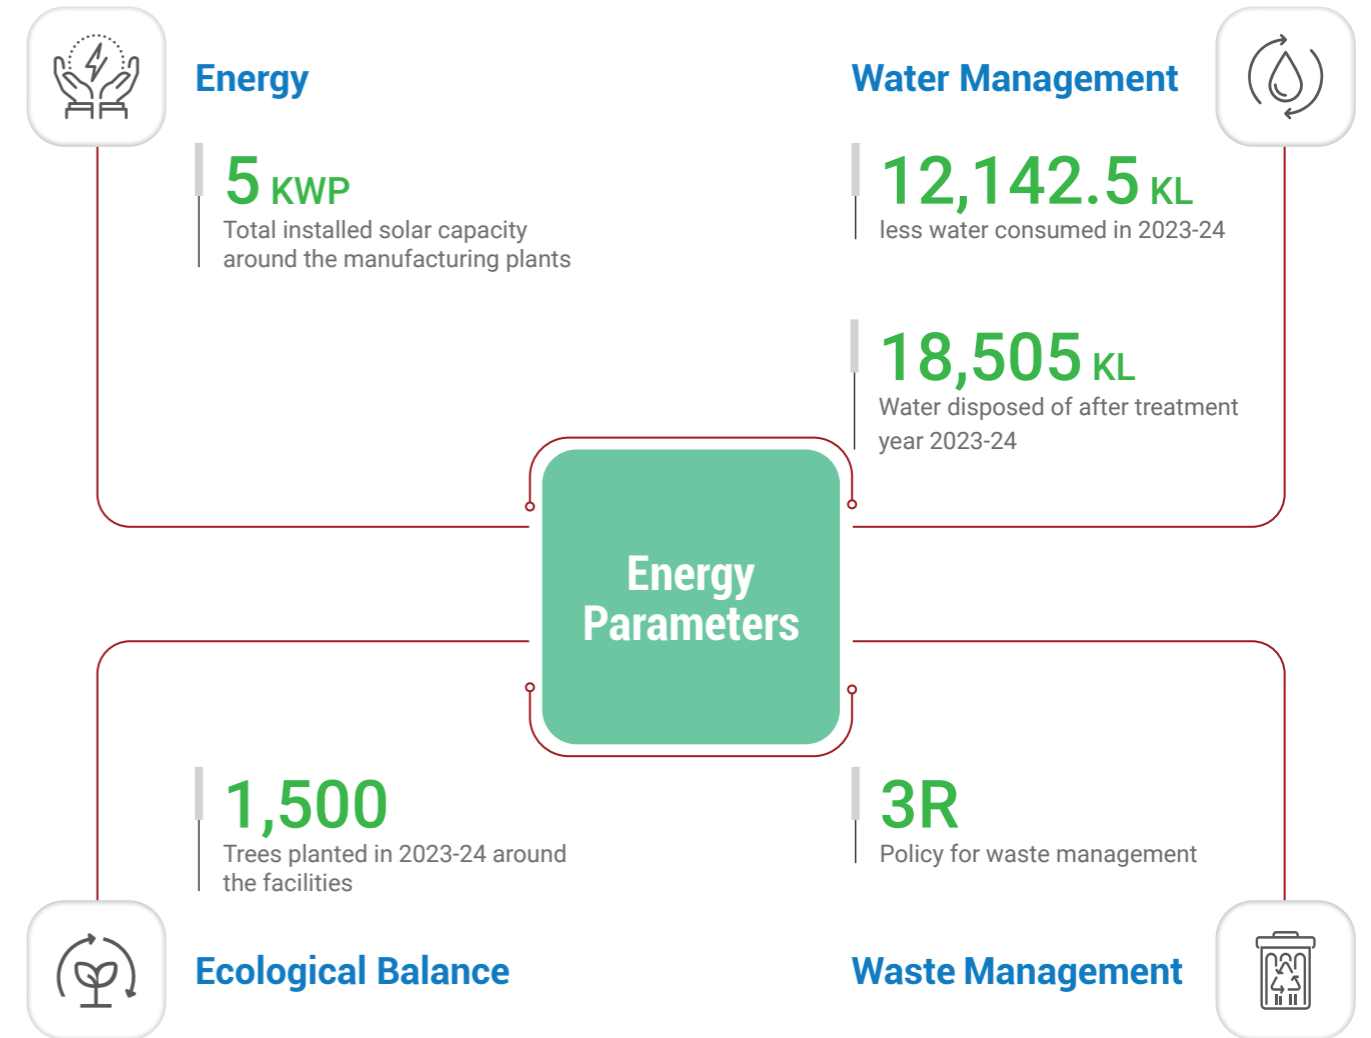 Energy
5 KWP
Total installed solar capacity
around the manufacturing plants
Water Management
12,142.5 KL
less water consumed in 2023-24
18,505 KL
Water disposed of after treatment
year 2023-24
Energy
Parameters
1,500
Trees planted in 2023-24 around
the facilities
Ecological Balance
3R
Policy for waste management
Waste Management